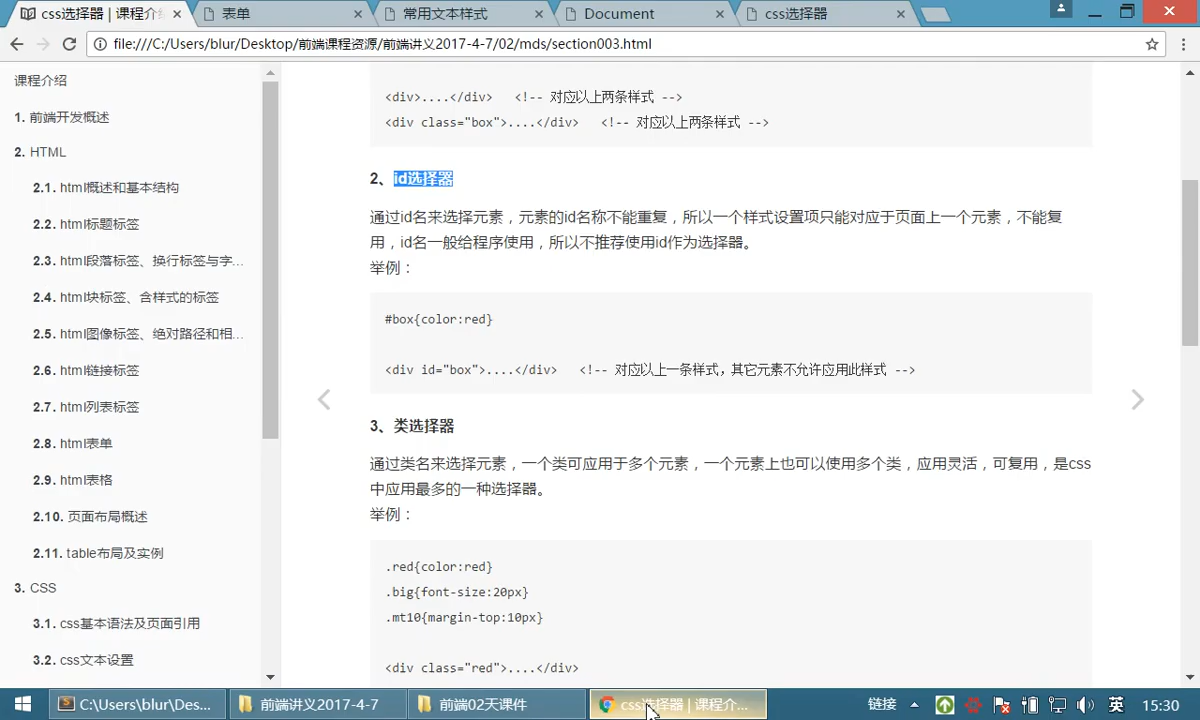 css选择器 | 课程介绍
表单
常用文本样式
Document
css选择器
file:///C:/Users/blur/Desktop/前端课程资源/前端讲义2017-4-7/02/mds/section003.html
课程介绍
1. 前端开发概述
2. HTML
2.1. html概述和基本结构
2.2. html标题标签
2.3. html段落标签、换行标签与字...
2.4. html块标签、含样式的标签
2.5. html图像标签、绝对路径和相...
2.6. html链接标签
2.7. html列表标签
2.8. html表单
2.9. html表格
2.10. 页面布局概述
2.11. table布局及实例
3. CSS
3.1. css基本语法及页面引用
3.2. css文本设置
<div>....</div>   <!-- 对应以上两条样式 -->
<div class="box">....</div>   <!-- 对应以上两条样式 -->
2、id选择器
通过id名来选择元素，元素的id名称不能重复，所以一个样式设置项只能对应于页面上一个元素，不能复
用，id名一般给程序使用，所以不推荐使用id作为选择器。
举例：
#box{color:red}
<div id="box">....</div>   <!-- 对应以上一条样式，其它元素不允许应用此样式 -->
3、类选择器
通过类名来选择元素，一个类可应用于多个元素，一个元素上也可以使用多个类，应用灵活，可复用，是css
中应用最多的一种选择器。
举例：
.red{color:red}
.big{font-size:20px}
.mt10{margin-top:10px}
<div class="red">....</div>
C:\Users\blur\Des...
前端讲义2017-4-7
前端02天课件
css选择器 | 课程介...
链接
英
15:30